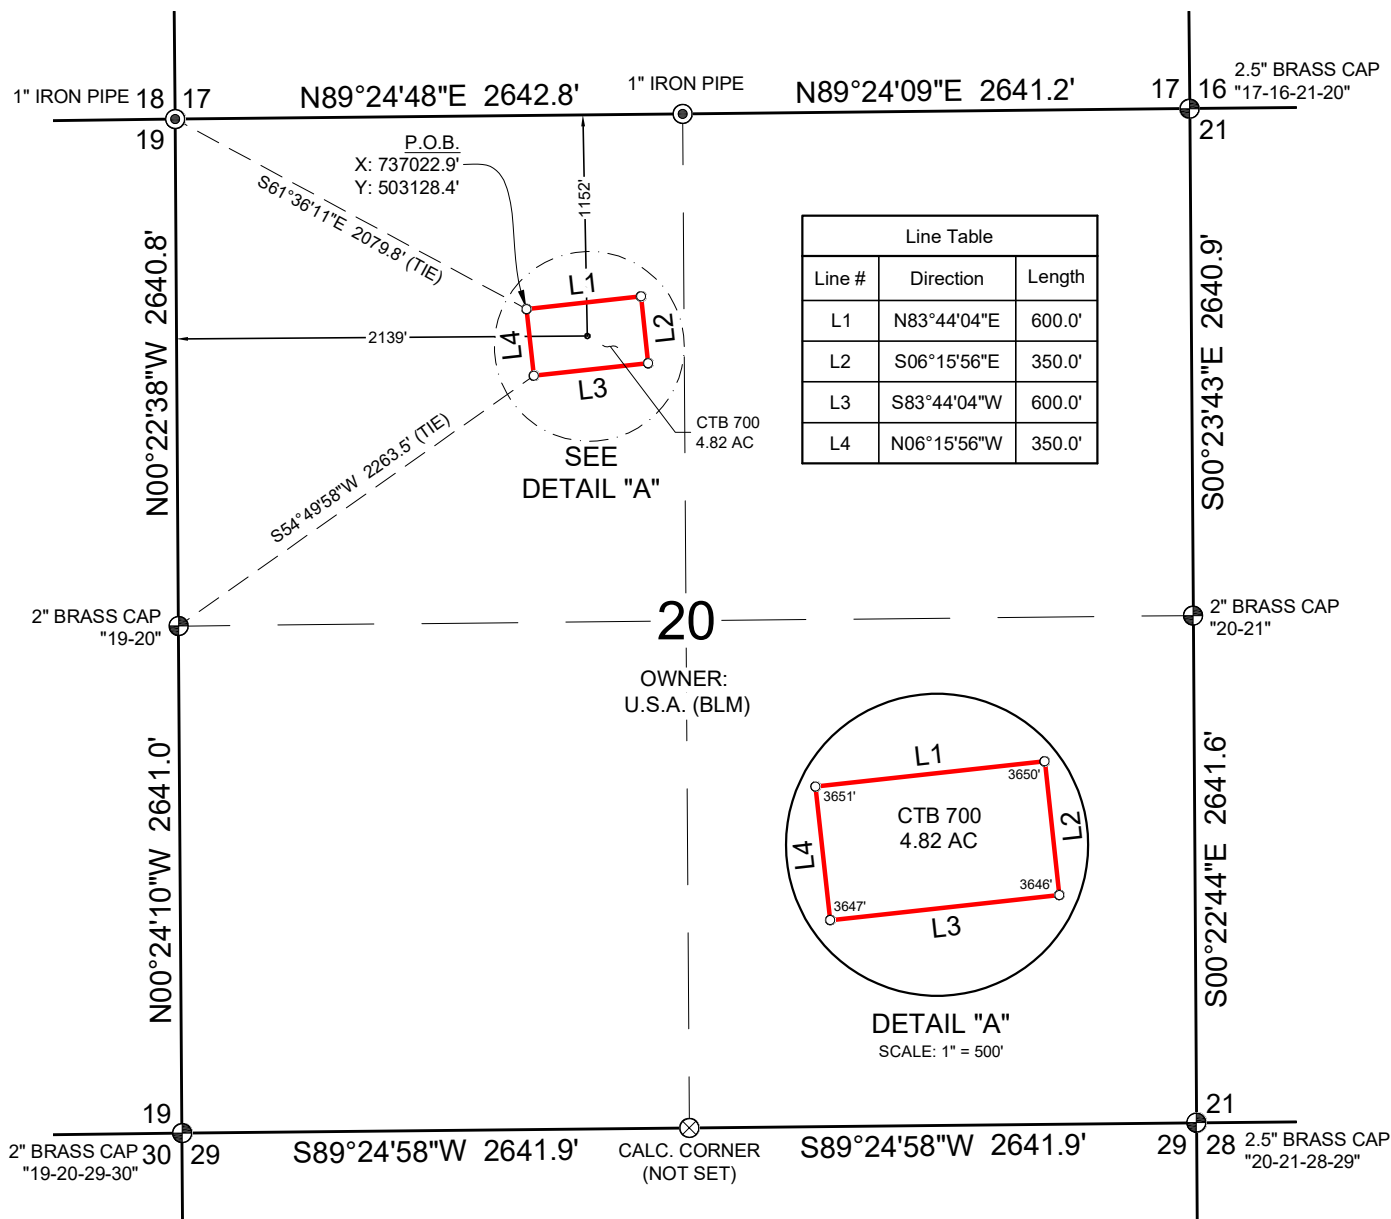 1" IRON PIPE
18
17
N89°24'48"E 2642.8'
1" IRON PIPE
N89°24'09"E 2641.2'
17
16
2.5" BRASS CAP
"17-16-21-20"
19
21
P.O.B.
X: 737022.9'
Y: 503128.4'
S61°36'11"E 2079.8' (TIE)
1152'
2139'
L1
L2
L3
L4
CTB 700
4.82 AC
SEE
DETAIL "A"
S54°49'58"W 2263.5' (TIE)
N00°22'38"W 2640.8'
Line Table
Line # Direction Length
L1 N83°44'04"E 600.0'
L2 S06°15'56"E 350.0'
L3 S83°44'04"W 600.0'
L4 N06°15'56"W 350.0'
S00°23'43"E 2640.9'
2" BRASS CAP
"19-20"
20
2" BRASS CAP
"20-21"
OWNER:
U.S.A. (BLM)
N00°24'10"W 2641.0'
L1
3651'
3650'
CTB 700
4.82 AC
L2
L4
3647'
3646'
L3
DETAIL "A"
SCALE: 1" = 500'
S00°22'44"E 2641.6'
19
21
2" BRASS CAP
"19-20-29-30"
30
29
S89°24'58"W 2641.9'
CALC. CORNER
(NOT SET)
S89°24'58"W 2641.9'
29
28
2.5" BRASS CAP
"20-21-28-29"